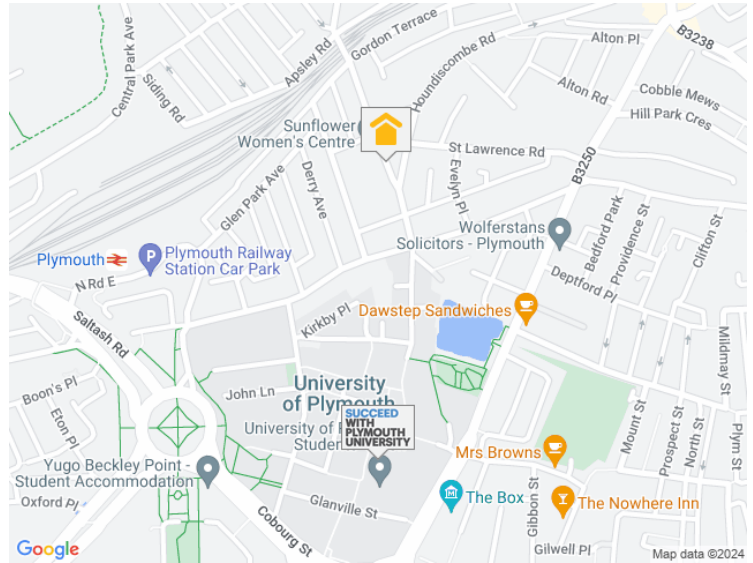 Alton Pl
B3238
Gordon Terrace
Apsley Rd
Central Park Ave
Siding Rd
Houndiscombe Rd
Alton Rd
Cobble Mews
Hill Park Cres
Sunflower
Women's Centre
St Lawrence Rd
B3250
Evelyn Pl
Derry Ave
Glen Park Ave
Wolferstans
Solicitors - Plymouth
Bedford Park
Providence St
Clifton St
Plymouth
Plymouth Railway
Station Car Park
P
N Rd E
Deptford Pl
Saltash Rd
Kirkby Pl
Dawstep Sandwiches
Mildmay St
Boon's Pl
John Ln
University
of Plymouth
University of P
Studen
SUCCEED
WITH
PLYMOUTH
UNIVERSITY
Eton Pl
Mount St
Prospect St
North St
Plym St
Mrs Browns
Yugo Beckley Point -
Student Accommodation
Oxford Pl
Glanville St
The Box
Gibbon St
The Nowhere Inn
Cobourg St
Gilwell Pl
Google
Map data ©2024